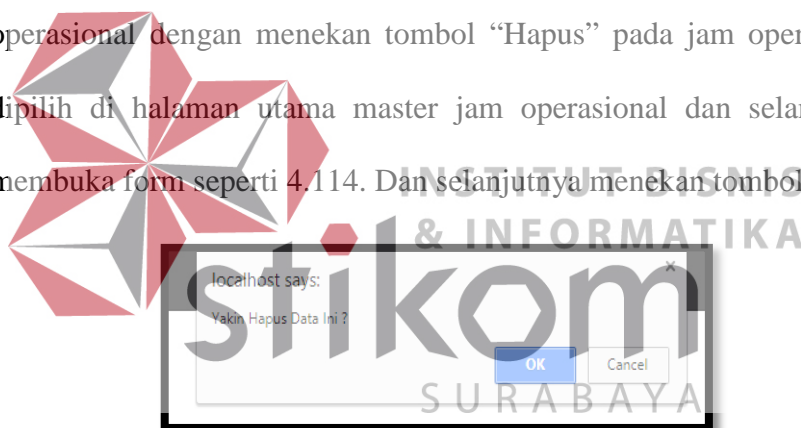 operasional dengan menekan tombol “Hapus” pada jam oper
dipilih di halaman utama master jam operasional dan selan
membuka form seperti 4.114. Dan selanjutnya menekan tombol
INSTITUT BISNIS
& INFORMATIKA
stikom
SURABAYA
localhost says:
x
Yakin Hapus Data Ini ?
OK
Cancel